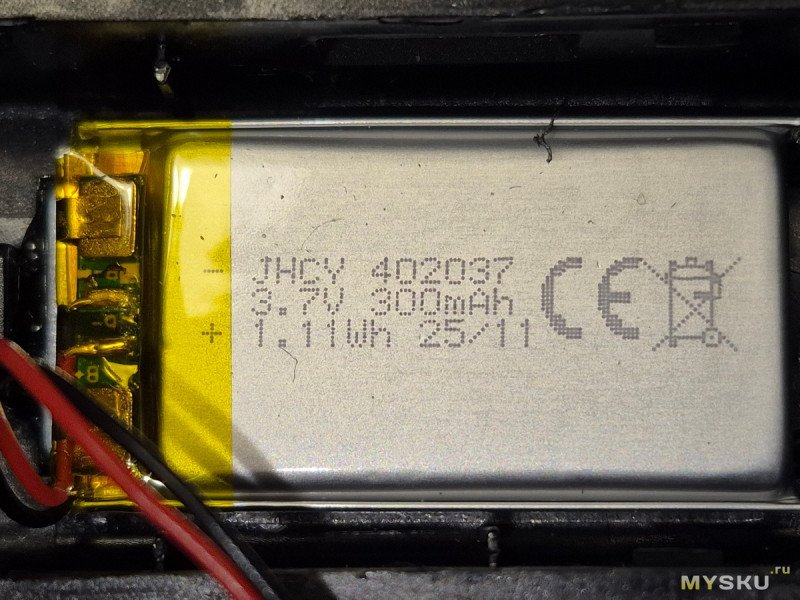 - JHCY 402037
3.7V 300mAh
+ 1.11Wh 25/11
CE
B-
B+
MYSKU.ru